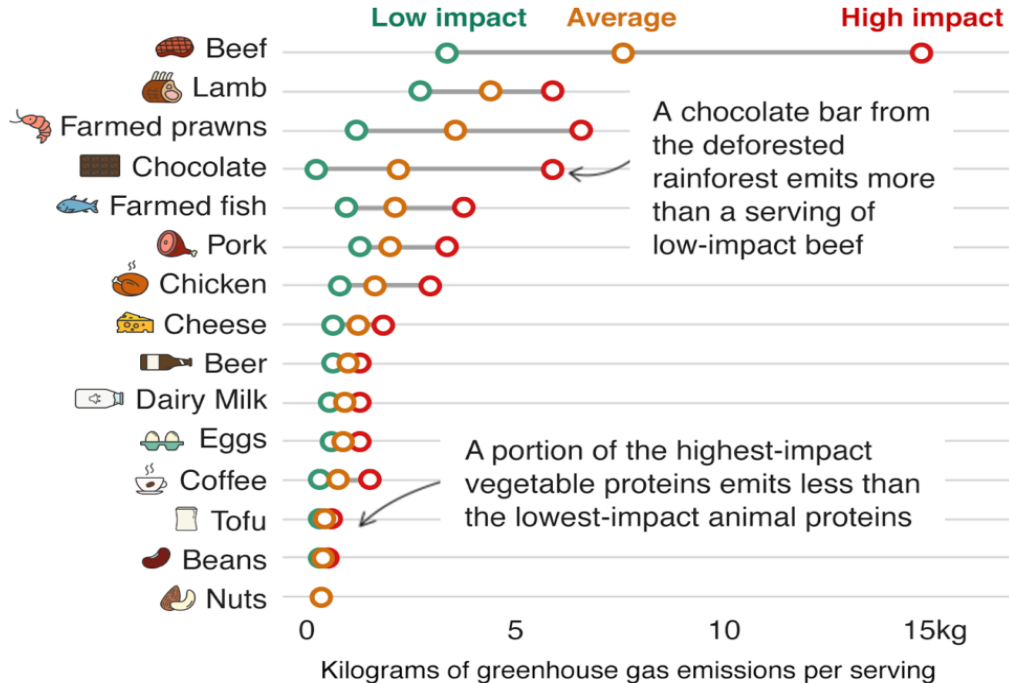 Low impact Average High impact
Beef
Lamb
Farmed prawns
Chocolate
Farmed fish
Pork
Chicken
Cheese
Beer
Dairy Milk
Eggs
Coffee
Tofu
Beans
Nuts
A chocolate bar from
the deforested
rainforest emits more
than a serving of
low-impact beef
A portion of the highest-impact
vegetable proteins emits less than
the lowest-impact animal proteins
0 5 10 15kg
Kilograms of greenhouse gas emissions per serving